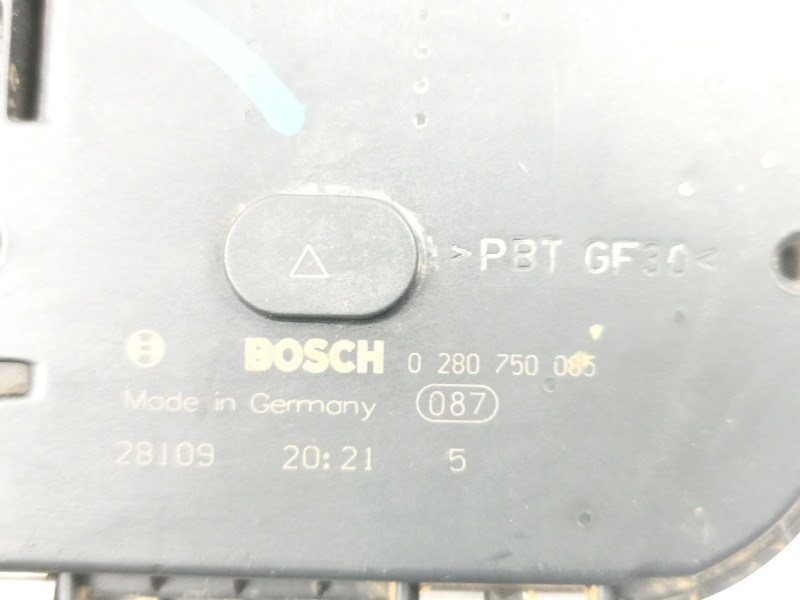 >PBT GF30<
BOSCH 0 280 750 085
Made in Germany 087
28109 20:21 5